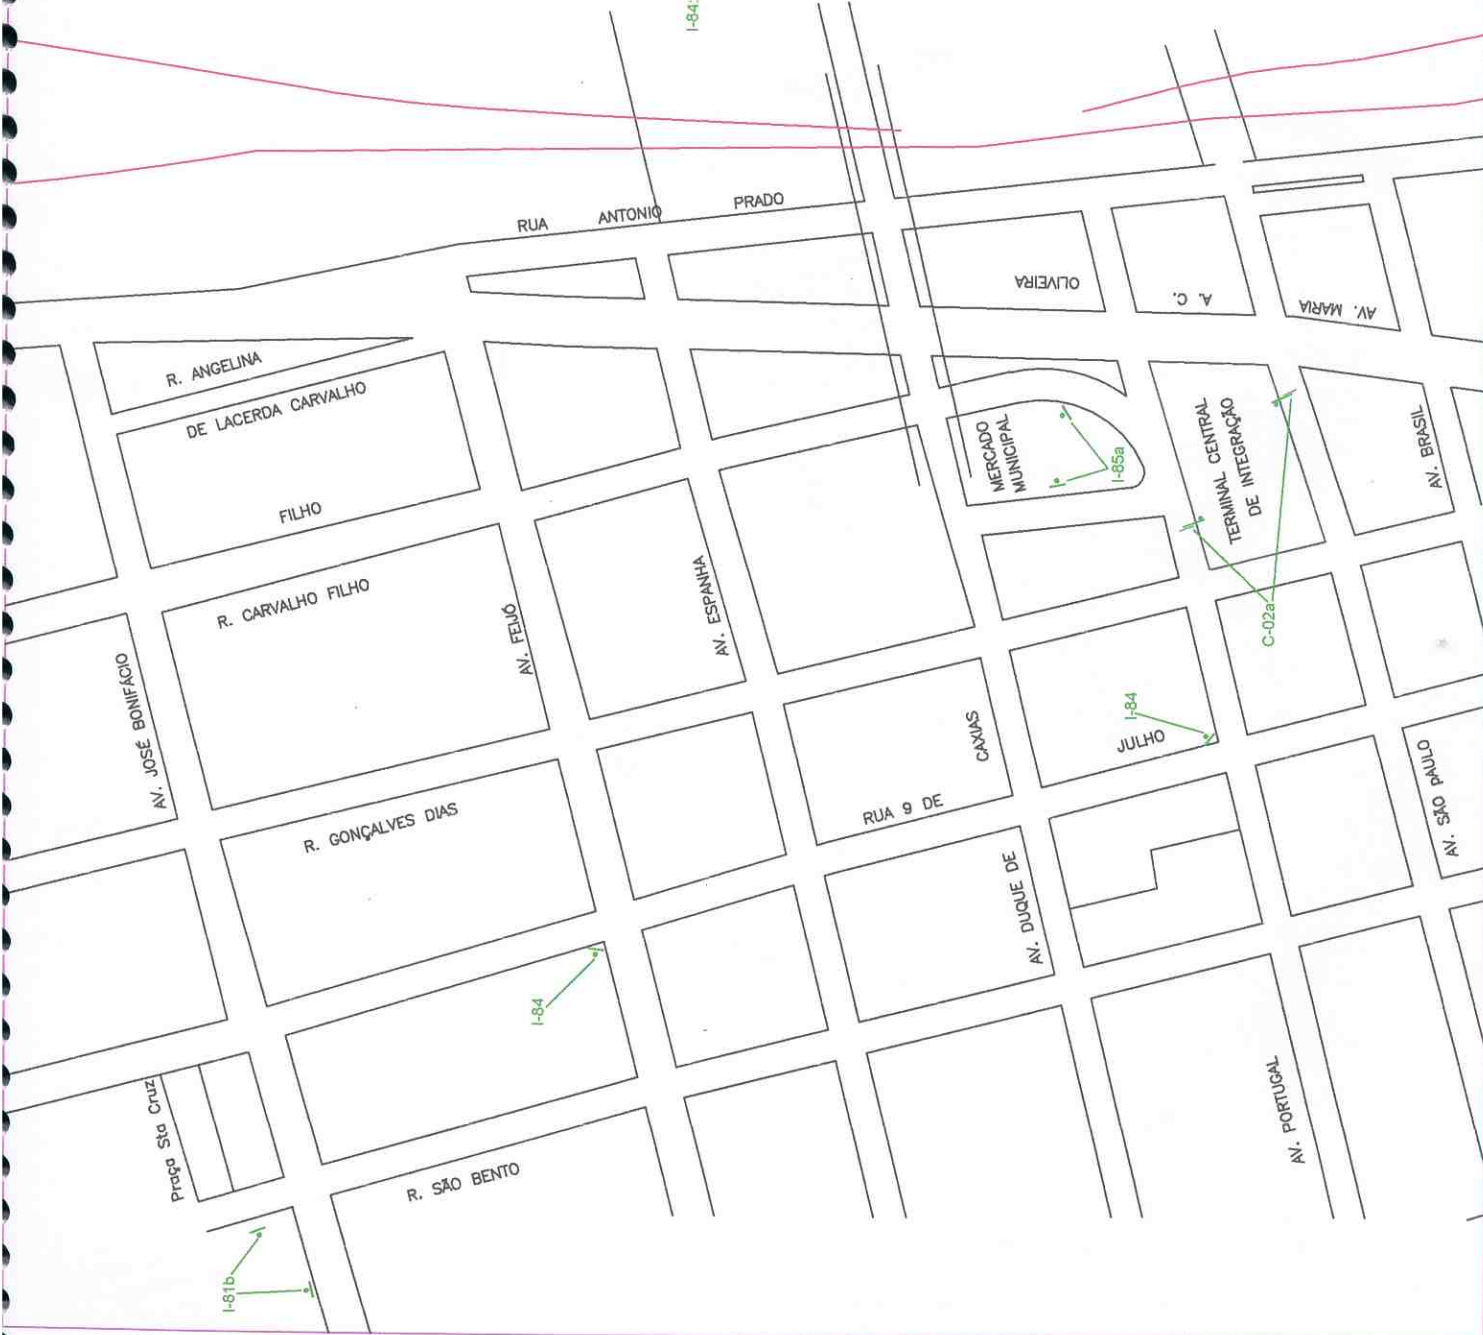 I-84
RUA ANTONIO PRADO
OLIVEIRA
A. C.
AV. MARIA
R. ANGELINA
DE LACERDA CARVALHO
FILHO
R. CARVALHO FILHO
AV. JOSÉ BONIFÁCIO
AV. FEIJÓ
AV. ESPANHA
MERCADO
MUNICIPAL
I-85a
TERMINAL CENTRAL
DE INTEGRAÇÃO
AV. BRASIL
C-02a
I-84
JULHO
CAXIAS
RUA 9 DE
AV. SÃO PAULO
R. GONÇALVES DIAS
AV. DUQUE DE
I-84
AV. PORTUGAL
Praça Sta Cruz
R. SÃO BENTO
I-81b